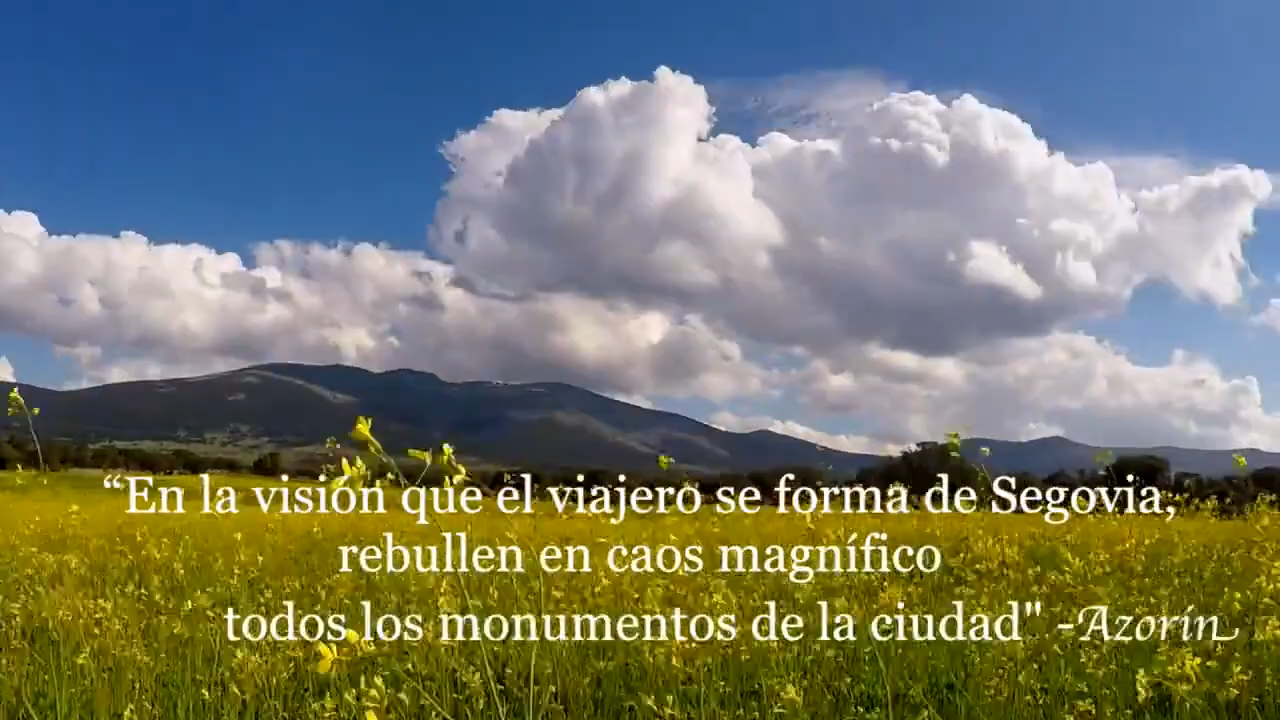 “En la visión que el viajero se forma de Segovia,
rebullen en caos magnífico
todos los monumentos de la ciudad" -Azorín